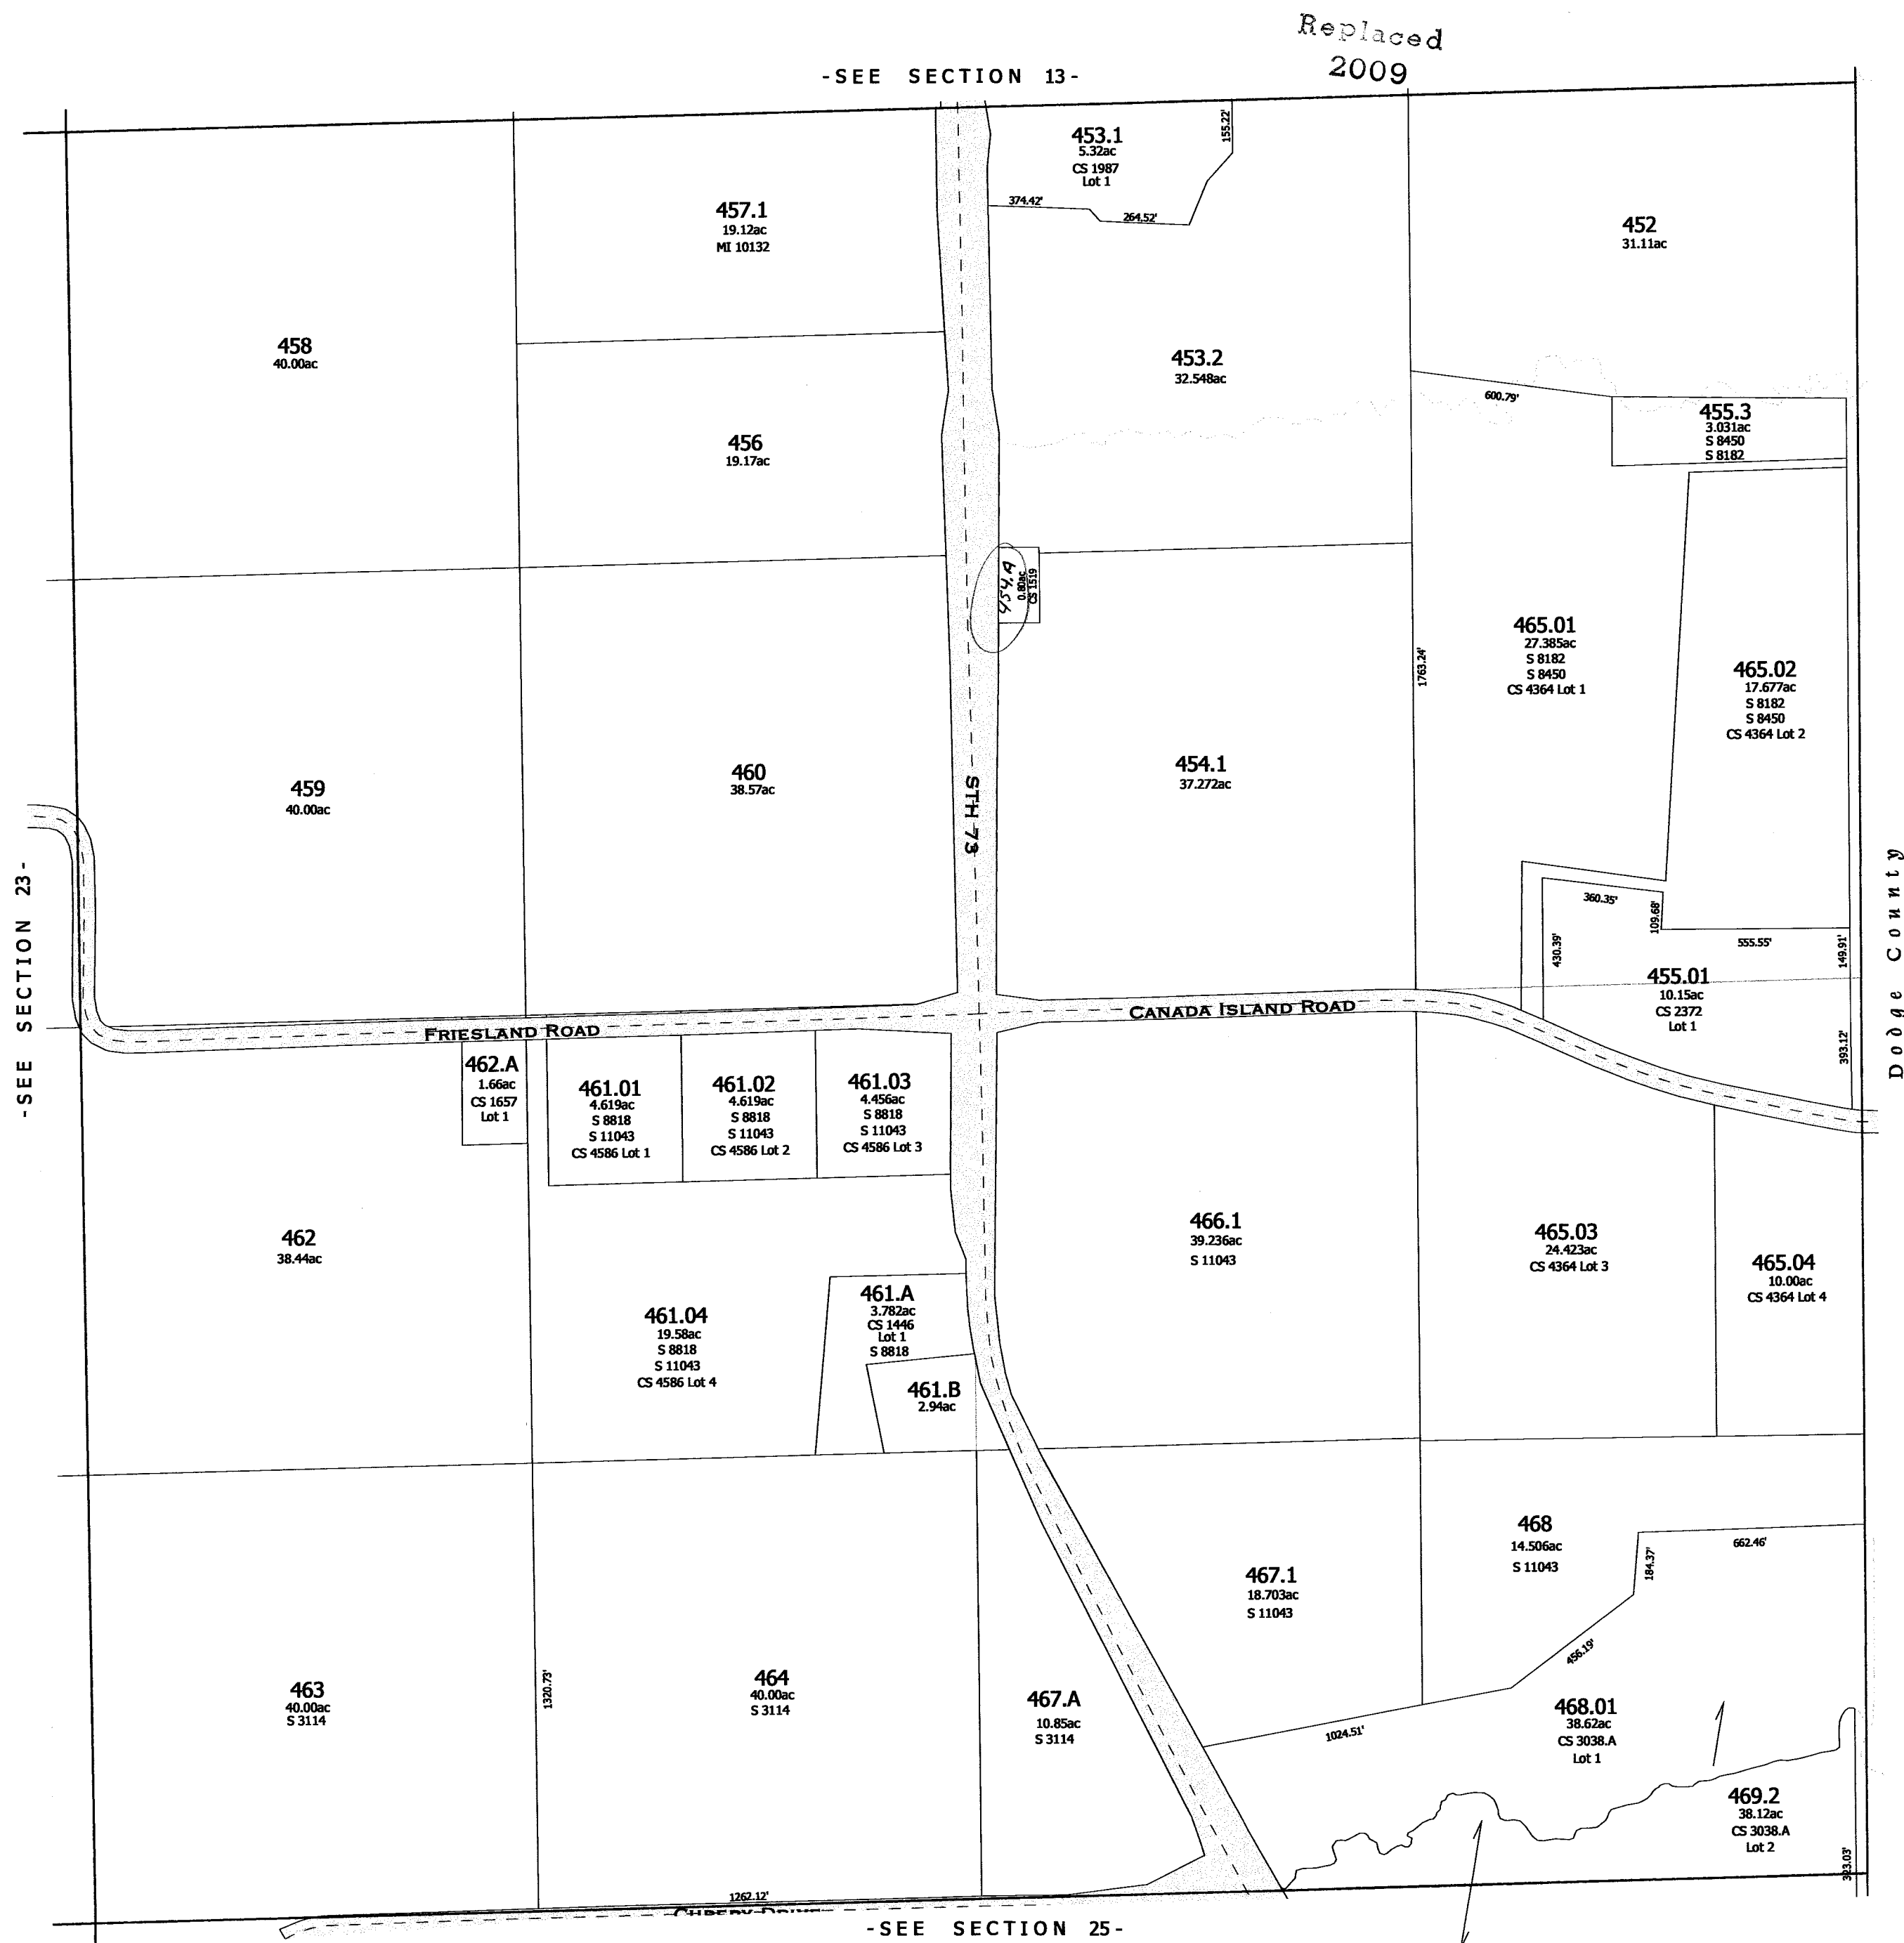 Replaced
2009
-SEE SECTION 13-
453.1
5.32ac
CS 1987
Lot 1
155.22'
374.42'
264.52'
457.1
19.12ac
MI 10132
452
31.11ac
458
40.00ac
453.2
32.548ac
600.79'
455.3
3.031ac
S 8450
S 8182
456
19.17ac
454.A
0.80ac
CS 1519
465.01
27.385ac
S 8182
S 8450
CS 4364 Lot 1
1763.24'
465.02
17.677ac
S 8182
S 8450
CS 4364 Lot 2
459
40.00ac
460
38.57ac
STH 73
454.1
37.272ac
-SEE SECTION 23-
Dodge County
360.35'
109.68'
430.39'
555.55'
149.91'
455.01
10.15ac
CS 2372
Lot 1
393.12'
FRIESLAND ROAD
CANADA ISLAND ROAD
462.A
1.66ac
CS 1657
Lot 1
461.01
4.619ac
S 8818
S 11043
CS 4586 Lot 1
461.02
4.619ac
S 8818
S 11043
CS 4586 Lot 2
461.03
4.456ac
S 8818
S 11043
CS 4586 Lot 3
462
38.44ac
466.1
39.236ac
S 11043
465.03
24.423ac
CS 4364 Lot 3
465.04
10.00ac
CS 4364 Lot 4
461.04
19.58ac
S 8818
S 11043
CS 4586 Lot 4
461.A
3.782ac
CS 1446
Lot 1
S 8818
461.B
2.94ac
468
14.506ac
S 11043
662.46'
184.37'
456.19'
467.1
18.703ac
S 11043
463
40.00ac
S 3114
1320.73'
464
40.00ac
S 3114
467.A
10.85ac
S 3114
1024.51'
468.01
38.62ac
CS 3038.A
Lot 1
469.2
38.12ac
CS 3038.A
Lot 2
323.03'
1262.12'
-SEE SECTION 25-